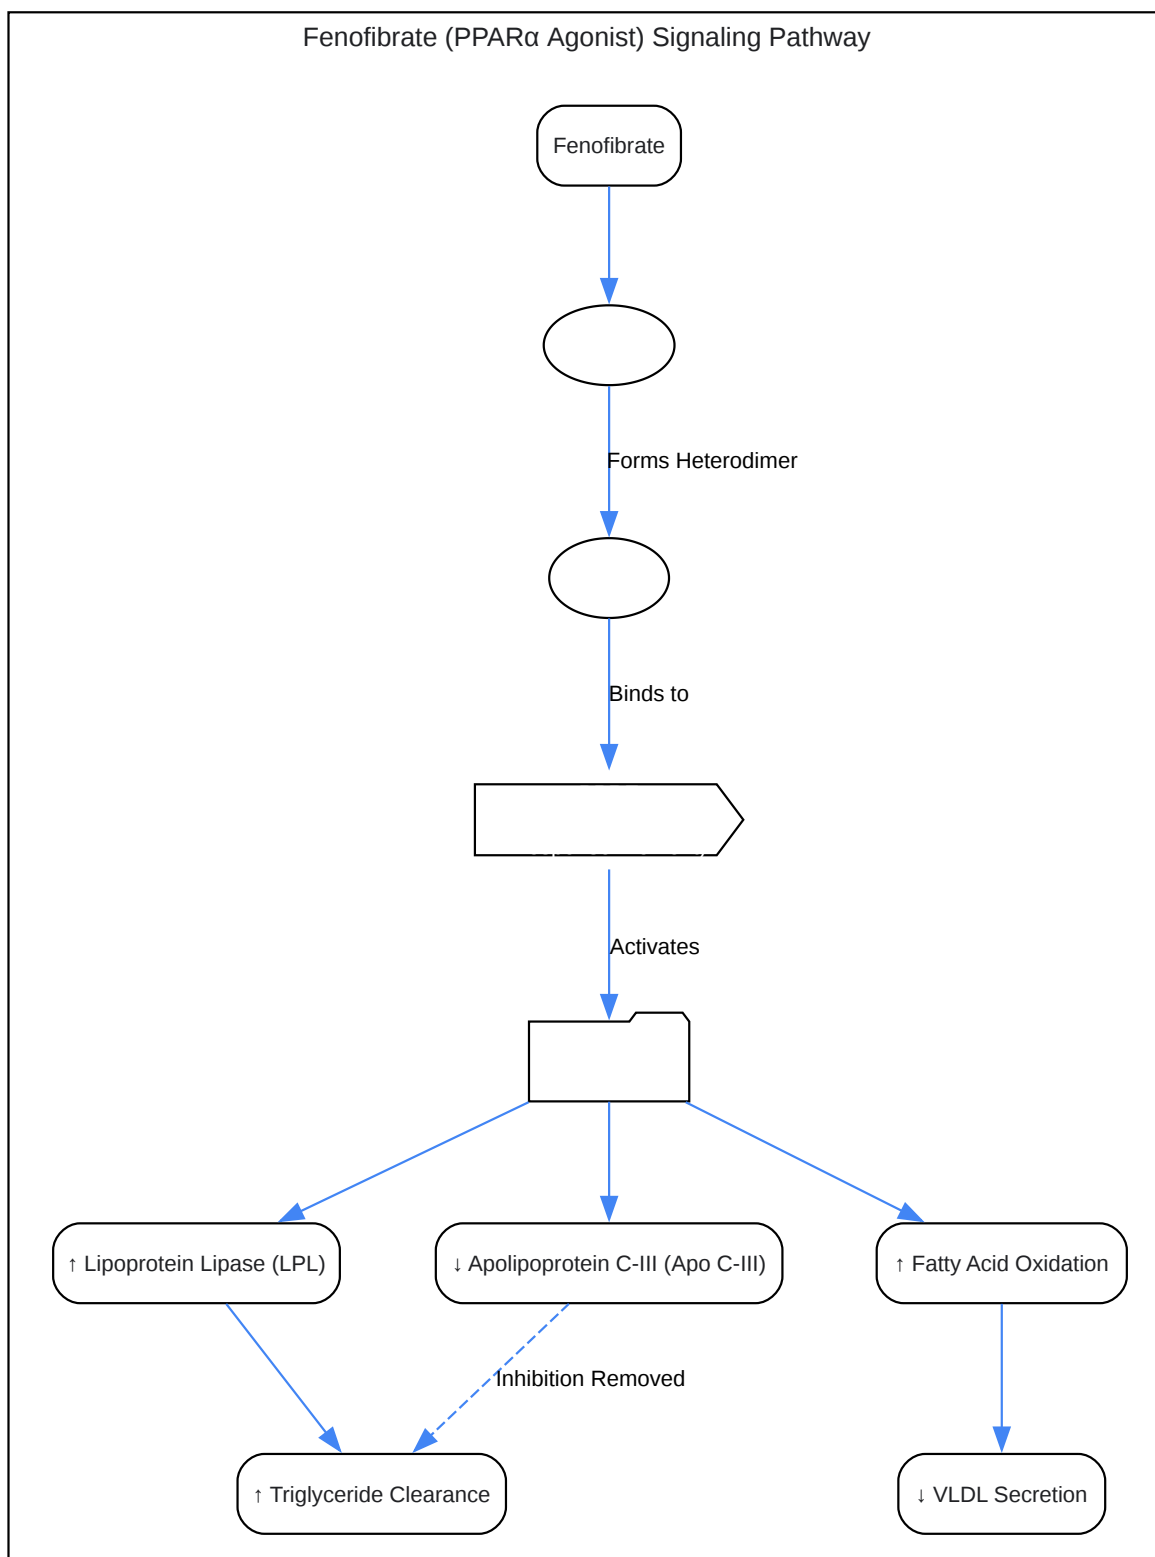 Fenofibrate (PPARα Agonist) Signaling Pathway
Fenofibrate
Forms Heterodimer
Binds to
Activates
↑ Lipoprotein Lipase (LPL)
↓ Apolipoprotein C-III (Apo C-III)
↑ Fatty Acid Oxidation
Inhibition Removed
↑ Triglyceride Clearance
↓ VLDL Secretion